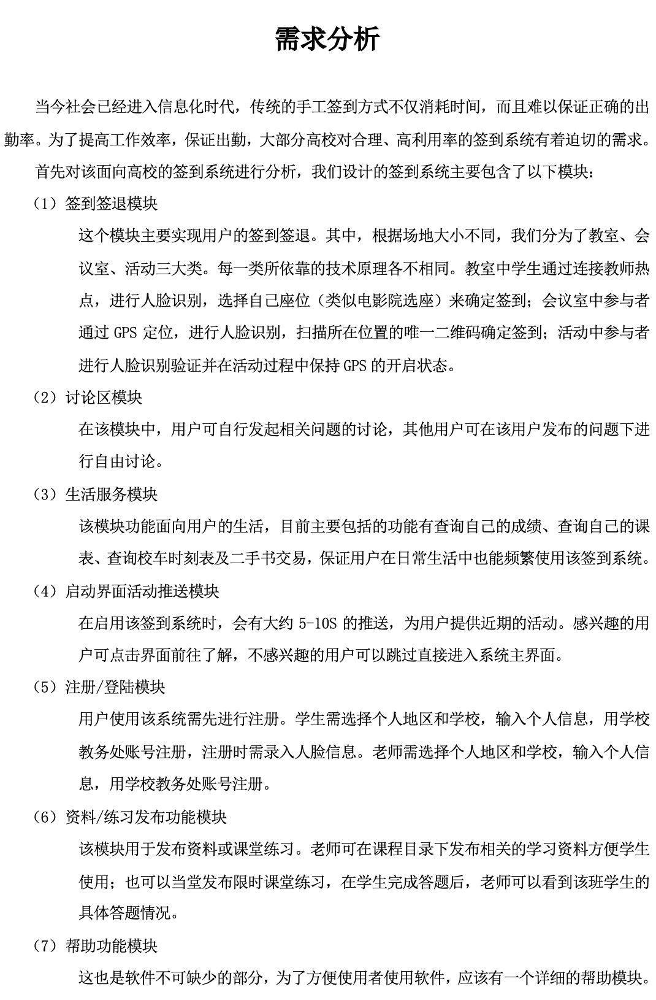 需求分析
当今社会已经进入信息化时代，传统的手工签到方式不仅消耗时间，而且难以保证正确的出
勤率。为了提高工作效率，保证出勤，大部分高校对合理、高利用率的签到系统有着迫切的需求。
首先对该面向高校的签到系统进行分析，我们设计的签到系统主要包含了以下模块：
（1）签到签退模块
这个模块主要实现用户的签到签退。其中，根据场地大小不同，我们分为了教室、会
议室、活动三大类。每一类所依靠的技术原理各不相同。教室中学生通过连接教师热
点，进行人脸识别，选择自己座位（类似电影院选座）来确定签到；会议室中参与者
通过 GPS 定位，进行人脸识别，扫描所在位置的唯一二维码确定签到；活动中参与者
进行人脸识别验证并在活动过程中保持 GPS 的开启状态。
（2）讨论区模块
在该模块中，用户可自行发起相关问题的讨论，其他用户可在该用户发布的问题下进
行自由讨论。
（3）生活服务模块
该模块功能面向用户的生活，目前主要包括的功能有查询自己的成绩、查询自己的课
表、查询校车时刻表及二手书交易，保证用户在日常生活中也能频繁使用该签到系统。
（4）启动界面活动推送模块
在启用该签到系统时，会有大约 5-10S 的推送，为用户提供近期的活动。感兴趣的用
户可点击界面前往了解，不感兴趣的用户可以跳过直接进入系统主界面。
（5）注册/登陆模块
用户使用该系统需先进行注册。学生需选择个人地区和学校，输入个人信息，用学校
教务处账号注册，注册时需录入人脸信息。老师需选择个人地区和学校，输入个人信
息，用学校教务处账号注册。
（6）资料/练习发布功能模块
该模块用于发布资料或课堂练习。老师可在课程目录下发布相关的学习资料方便学生
使用；也可以当堂发布限时课堂练习，在学生完成答题后，老师可以看到该班学生的
具体答题情况。
（7）帮助功能模块
这也是软件不可缺少的部分，为了方便使用者使用软件，应该有一个详细的帮助模块。